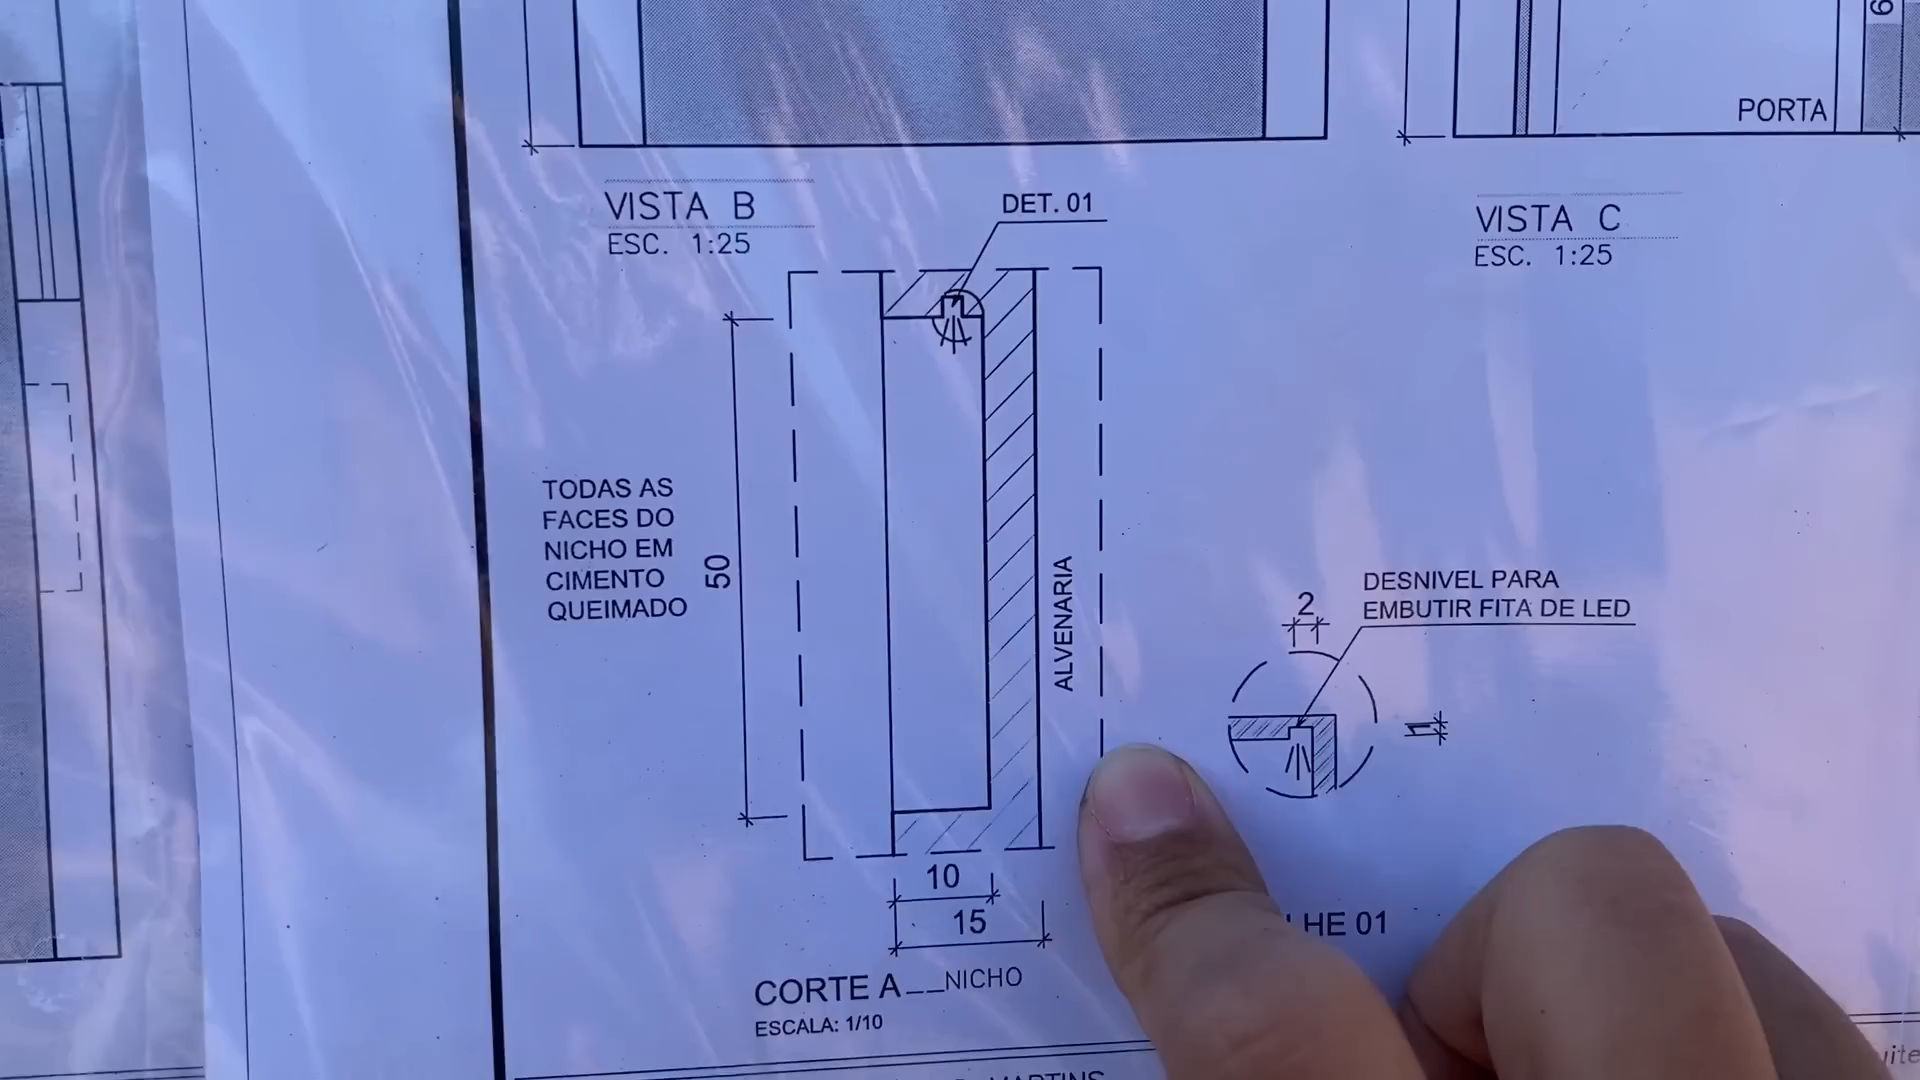 PORTA
VISTA B
ESC. 1:25
DET. 01
VISTA C
ESC. 1:25
TODAS AS
FACES DO
NICHO EM
CIMENTO
QUEIMADO
50
ALVENARIA
2
DESNIVEL PARA
EMBUTIR FITA DE LED
1
10
15
HE 01
CORTE A__NICHO
ESCALA: 1/10